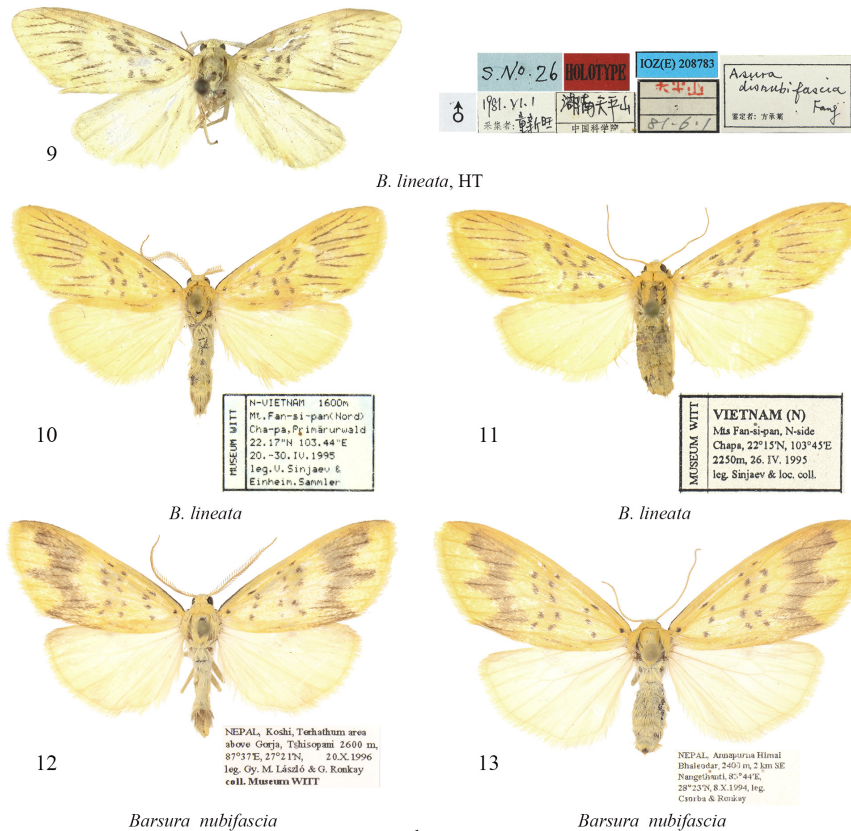 9
♂
S.No.26
HOLOTYPE
IOZ(E) 208783
1981.VI.1
采集者:
湖南天平山
中国科学院
天平山
81-6.1
Asura
disnubifascia
Fang
鉴定者: 方承莱
B. lineata, HT
10
MUSEUM WITT
N-VIETNAM 1600m
Mt.Fan-si-pan(Nord)
Cha-pa,Primärurwald
22.17"N 103.44"E
20.-30.IV.1995
leg.V.Sinjaev &
Einheim.Sammler
B. lineata
11
MUSEUM WITT
VIETNAM (N)
Mts Fan-si-pan, N-side
Chapa, 22°15'N, 103°45'E
2250m, 26. IV. 1995
leg. Sinjaev & loc. coll.
B. lineata
12
NEPAL, Koshi, Terhathum area
above Gorja, Tshisopani 2600 m,
87°37'E, 27°21'N, 20.X.1996
leg. Gy. M. László & G. Ronkay
coll. Museum WITT
Barsura nubifascia
13
NEPAL, Annapurna Himal
Bhaleodar, 2400 m, 2 km SE
Nangethanti, 83°44'E,
28°23'N, 8.X.1994, leg.
Csorba & Ronkay
Barsura nubifascia